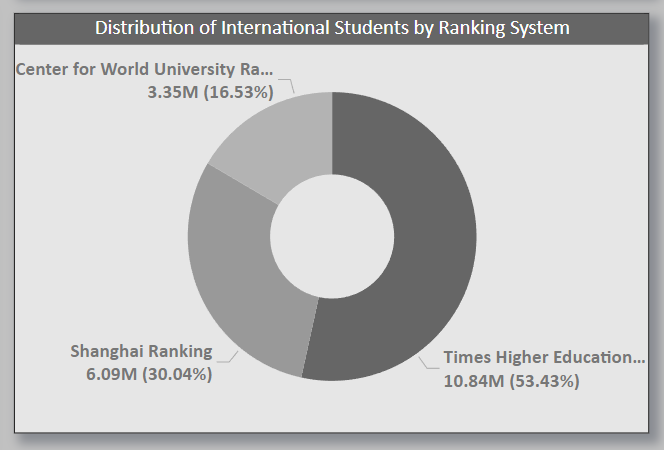 Distribution of International Students by Ranking System
Center for World University Ra...
3.35M (16.53%)
Shanghai Ranking
6.09M (30.04%)
Times Higher Education...
10.84M (53.43%)